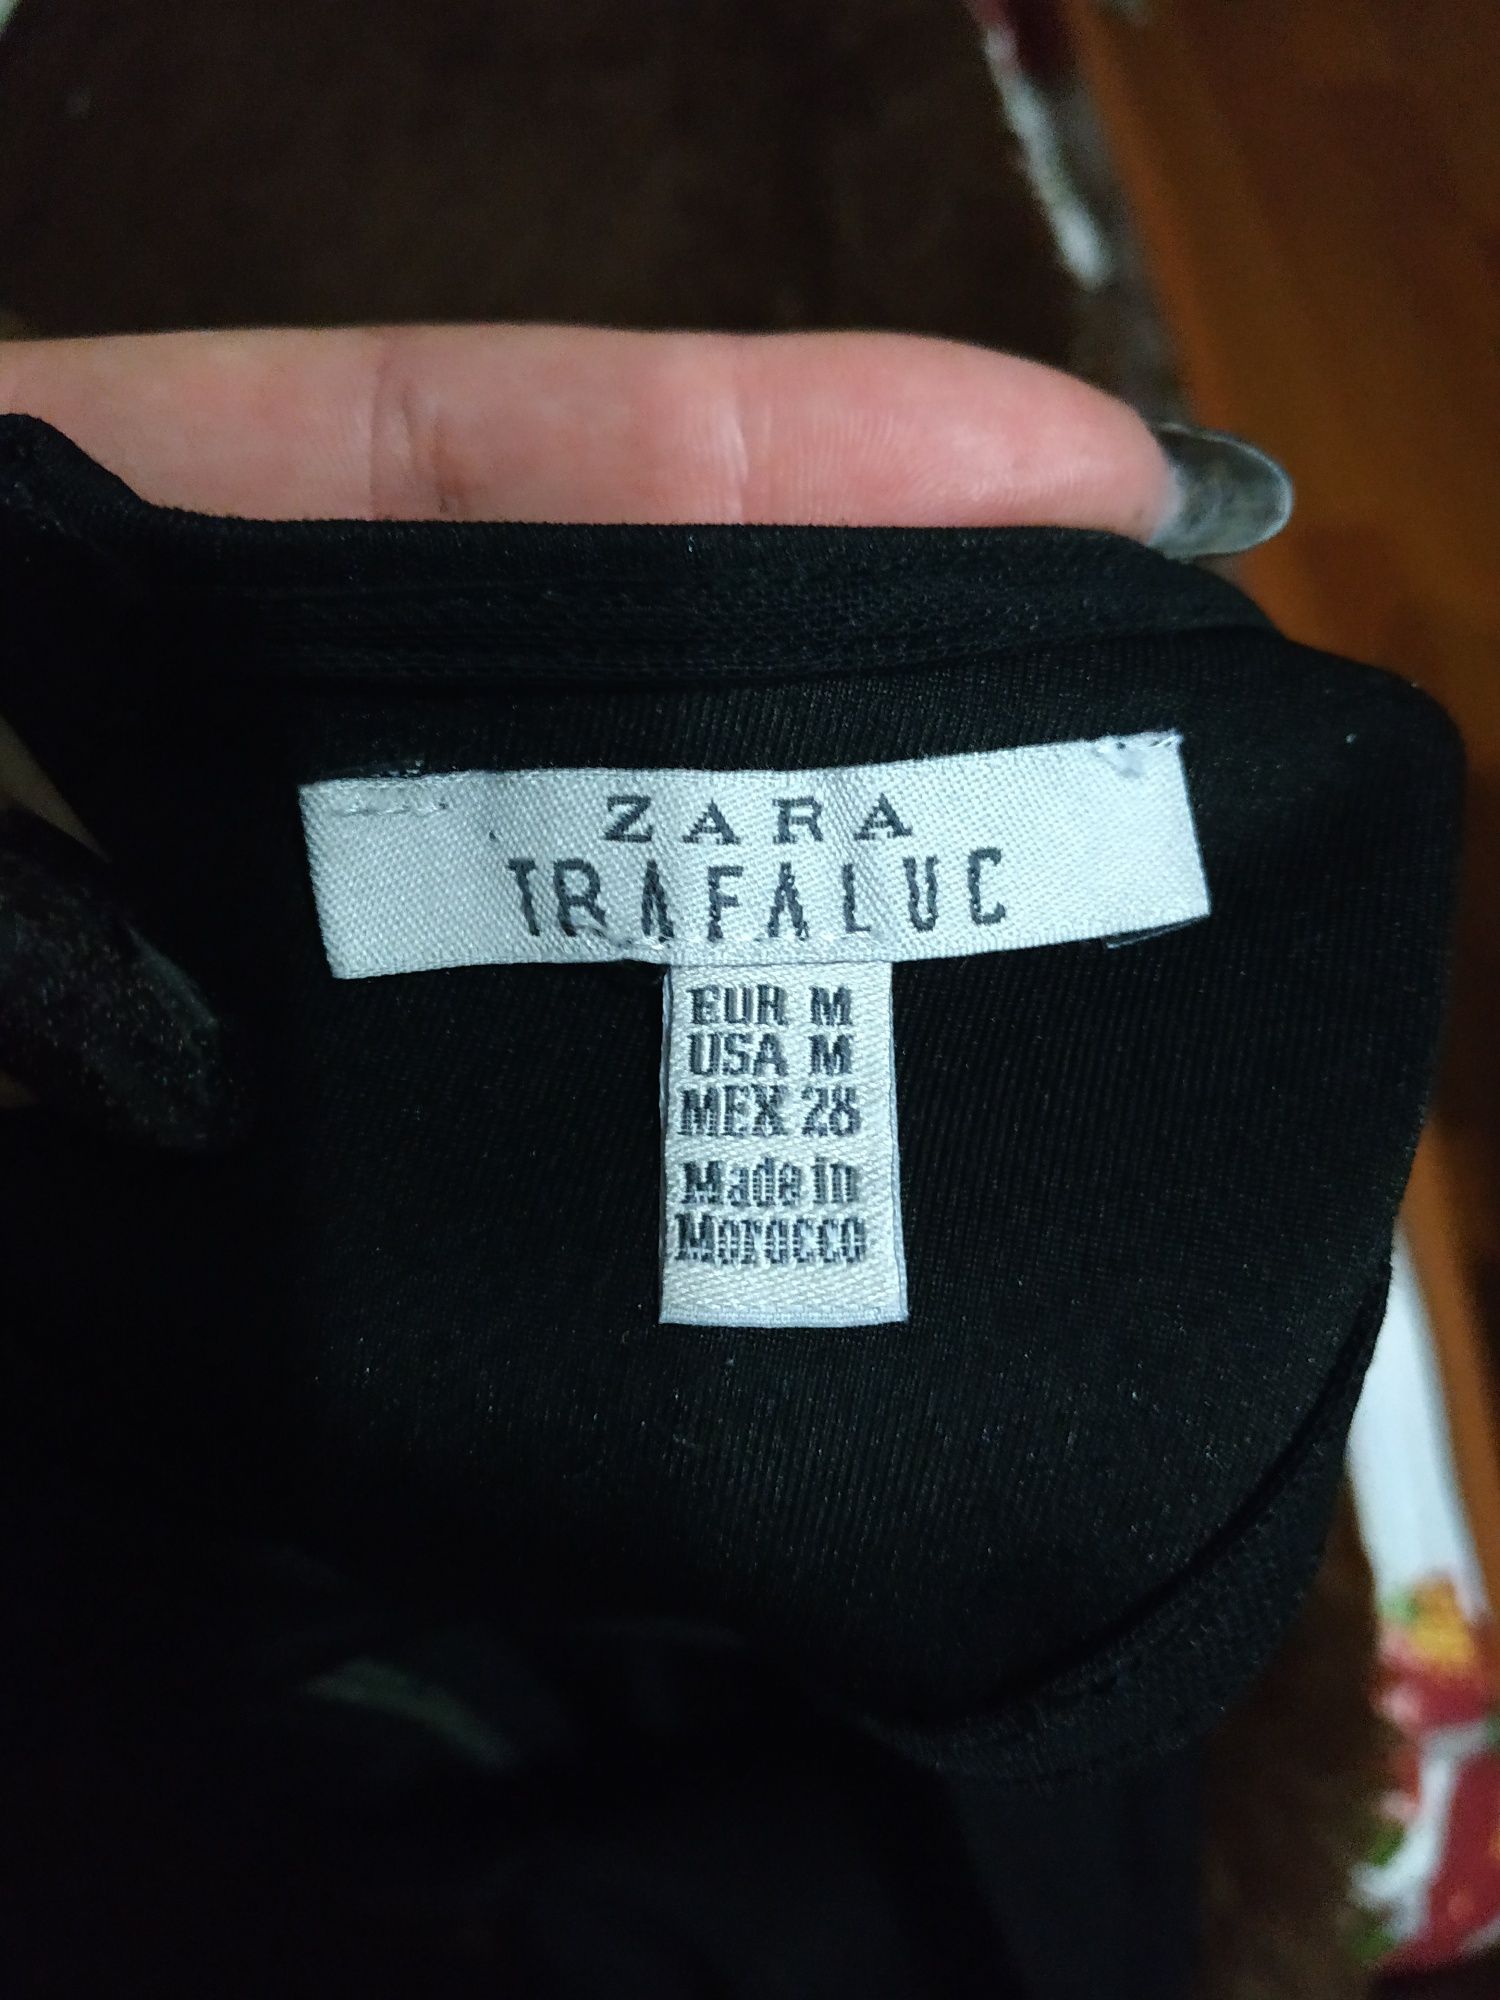 ZARA
TRAFALUC
EUR M
USA M
MEX 28
Made in
Morocco